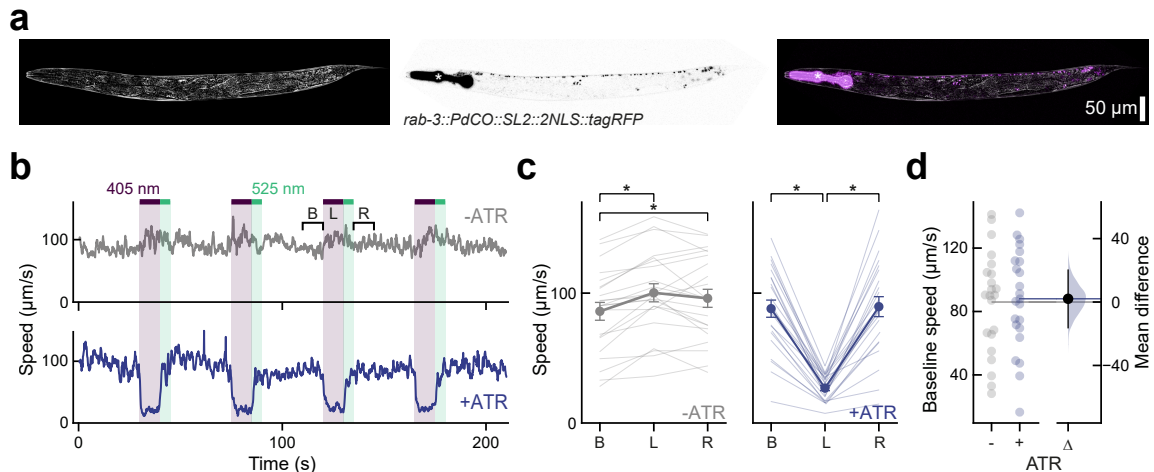 a
*
*
rab-3::PdCO::SL2::2NLS::tagRFP
50 µm
b
405 nm
525 nm
B L R
-ATR
Speed (µm/s)
100
0
Speed (µm/s)
100
0
+ATR
0 100 200
Time (s)
c
*
*
Speed (µm/s)
100
0
-ATR
B L R
* *
+ATR
B L R
d
Baseline speed (µm/s)
120
80
40
40
0
-40
Mean difference
- + Δ
ATR